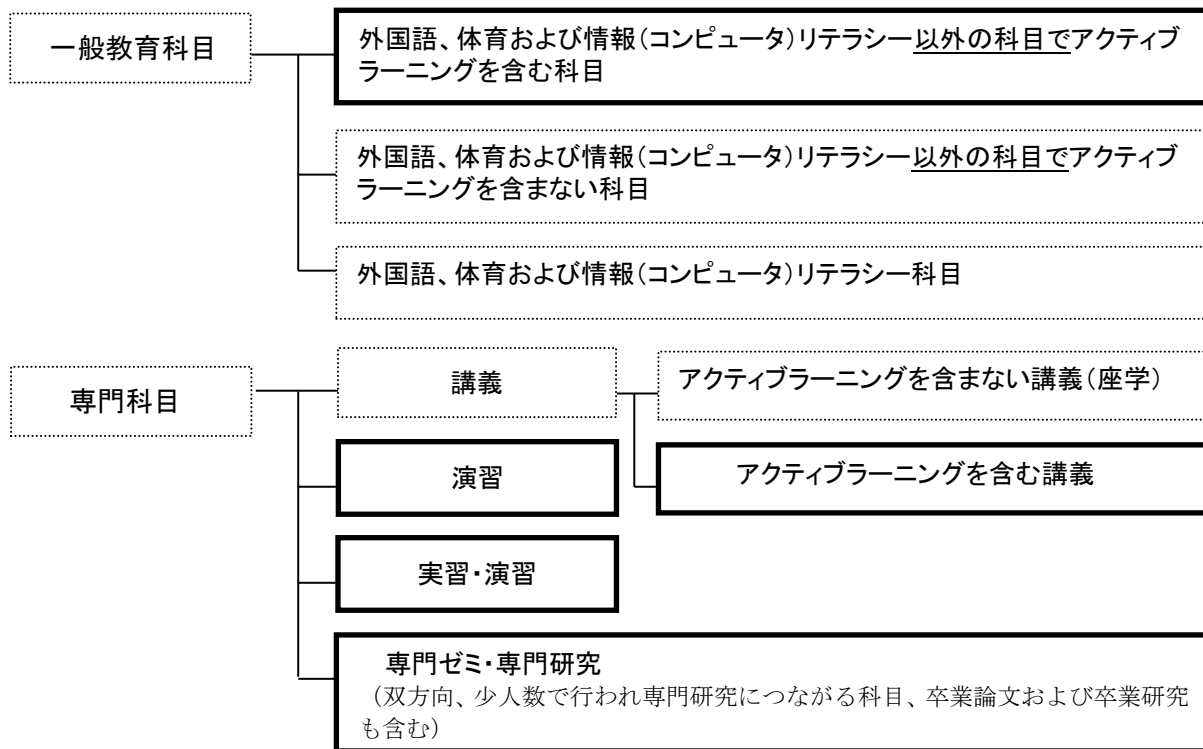 一般教育科目
外国語、体育および情報(コンピュータ)リテラシー以外の科目でアクティブ
ラーニングを含む科目
外国語、体育および情報(コンピュータ)リテラシー以外の科目でアクティブ
ラーニングを含まない科目
外国語、体育および情報(コンピュータ)リテラシー科目
専門科目
講義
アクティブラーニングを含まない講義(座学)
演習
アクティブラーニングを含む講義
実習・演習
専門ゼミ・専門研究
(双方向、少人数で行われ専門研究につながる科目、卒業論文および卒業研究
も含む)